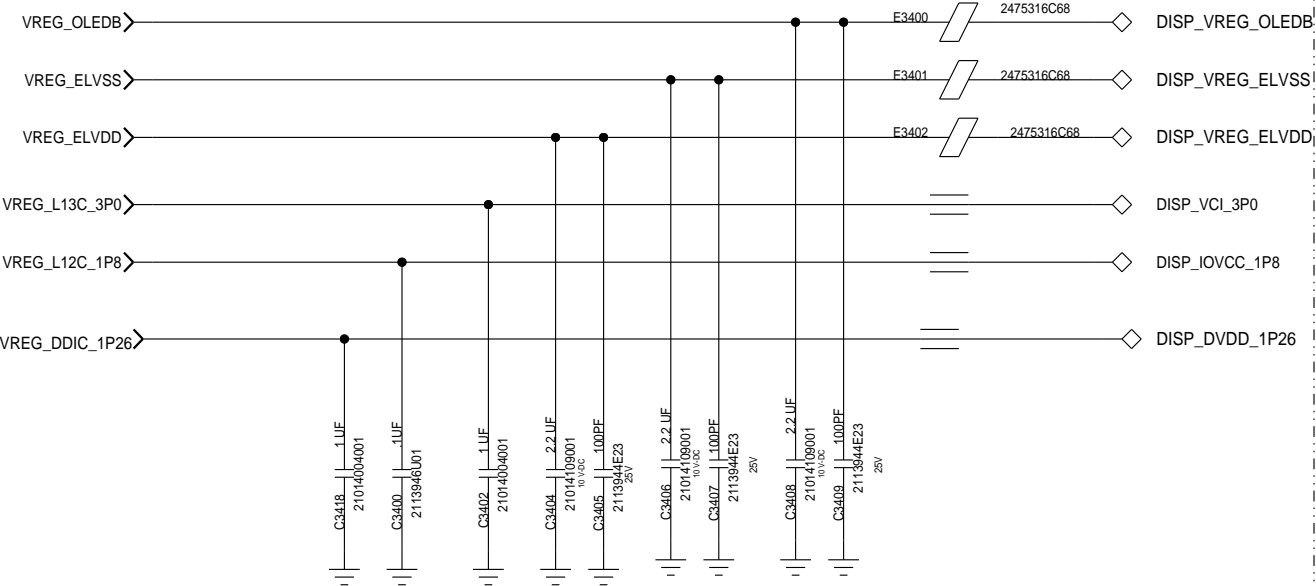 VREG_OLEDB
E3400
2475316C68
DISP_VREG_OLEDB
VREG_ELVSS
E3401
2475316C68
DISP_VREG_ELVSS
VREG_ELVDD
E3402
2475316C68
DISP_VREG_ELVDD
VREG_L13C_3P0
DISP_VCI_3P0
VREG_L12C_1P8
DISP_IOVCC_1P8
VREG_DDIC_1P26
DISP_DVDD_1P26
C3418 1 UF
21014004001
C3400 .1UF
2113946U01
C3402 1 UF
21014004001
C3404 2.2 UF
21014109001
10 V-DC
C3405 100PF
2113944E23
25V
C3406 2.2 UF
21014109001
10 V-DC
C3407 100PF
2113944E23
25V
C3408 2.2 UF
21014109001
10 V-DC
C3409 100PF
2113944E23
25V